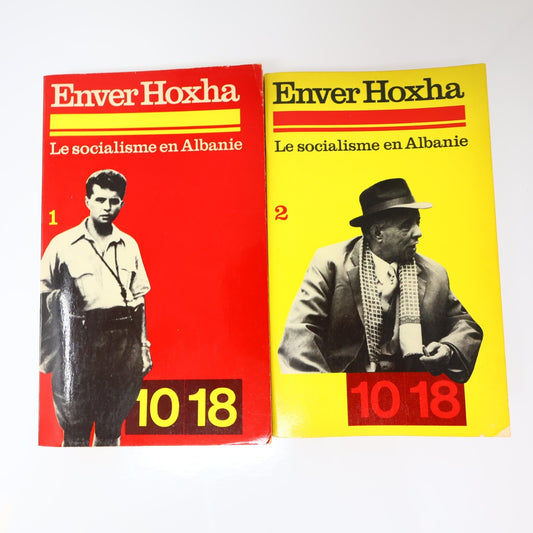 Enver Hoxha
Le socialisme en Albanie
1
10 18
Enver Hoxha
Le socialisme en Albanie
2
10 18